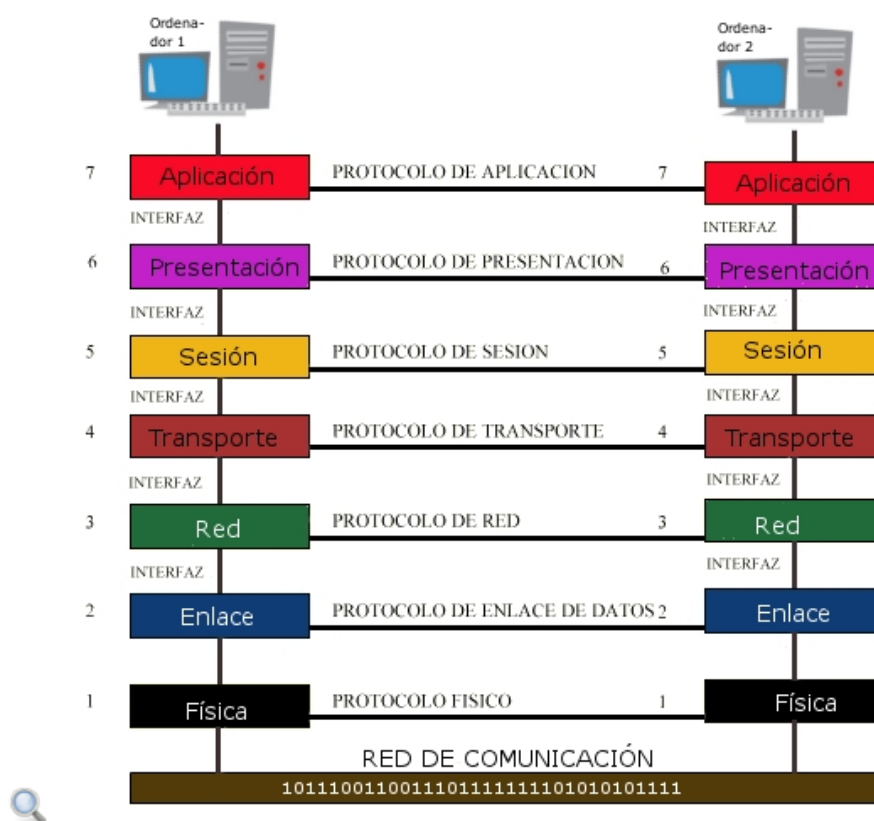 Ordena-
dor 1
Ordena-
dor 2
7 Aplicación PROTOCOLO DE APLICACION 7 Aplicación
INTERFAZ INTERFAZ
6 Presentación PROTOCOLO DE PRESENTACION 6 Presentación
INTERFAZ INTERFAZ
5 Sesión PROTOCOLO DE SESION 5 Sesión
INTERFAZ INTERFAZ
4 Transporte PROTOCOLO DE TRANSPORTE 4 Transporte
INTERFAZ INTERFAZ
3 Red PROTOCOLO DE RED 3 Red
INTERFAZ INTERFAZ
2 Enlace PROTOCOLO DE ENLACE DE DATOS 2 Enlace
1 Física PROTOCOLO FISICO 1 Física
RED DE COMUNICACIÓN
1011100110011101111111101010101111